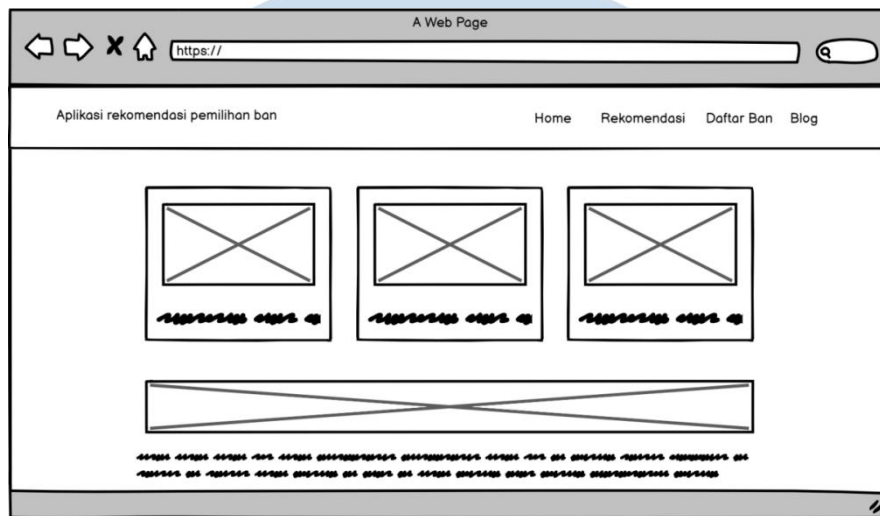 A Web Page
https://
Aplikasi rekomendasi pemilihan ban
Home Rekomendasi Daftar Ban Blog